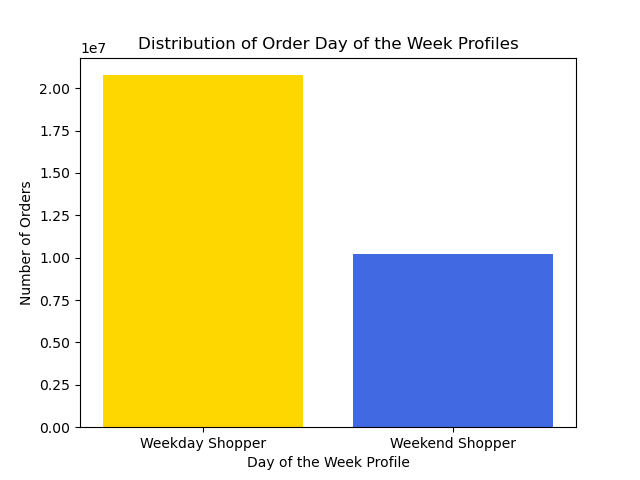 Distribution of Order Day of the Week Profiles
1e7
2.00
1.75
1.50
1.25
1.00
0.75
0.50
0.25
0.00
Number of Orders
Weekday Shopper Weekend Shopper
Day of the Week Profile